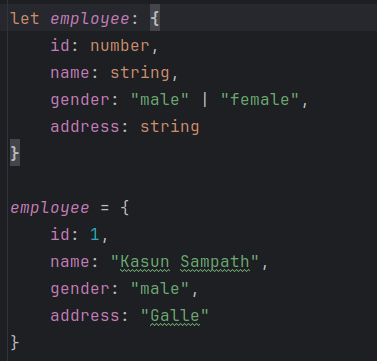 let employee: {
    id: number,
    name: string,
    gender: "male" | "female",
    address: string
}

employee = {
    id: 1,
    name: "Kasun Sampath",
    gender: "male",
    address: "Galle"
}